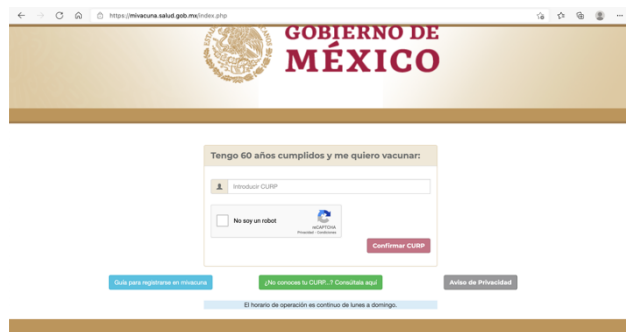 https://mivacuna.salud.gob.mx/index.php
GOBIERNO DE
MÉXICO
Tengo 60 años cumplidos y me quiero vacunar:
Introducir CURP
No soy un robot
reCAPTCHA
Privacidad - Condiciones
Confirmar CURP
Guía para registrarse en mivacuna
¿No conoces tu CURP...? Consúltala aquí
Aviso de Privacidad
El horario de operación es continuo de lunes a domingo.